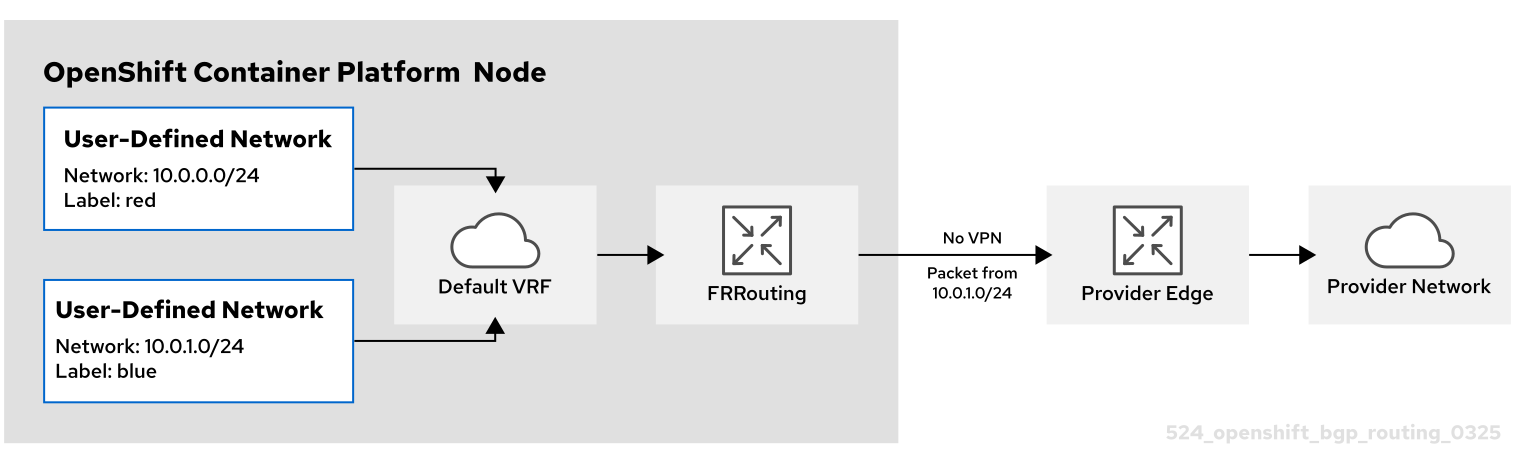 OpenShift Container Platform Node
User-Defined Network
Network: 10.0.0.0/24
Label: red
User-Defined Network
Network: 10.0.1.0/24
Label: blue
Default VRF
FRRouting
No VPN
Packet from
10.0.1.0/24
Provider Edge
Provider Network
524_openshift_bgp_routing_0325